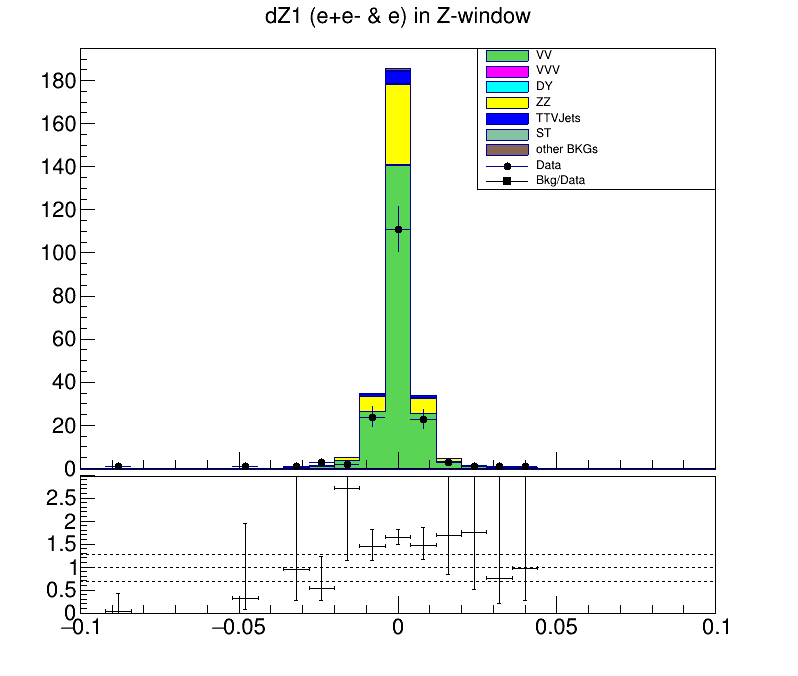 dZ1 (e+e- & e) in Z-window
VV
VVV
DY
ZZ
TTVJets
ST
other BKGs
Data
Bkg/Data
180
160
140
120
100
80
60
40
20
0
2.5
2
1.5
1
0.5
0
−0.1 −0.05 0 0.05 0.1